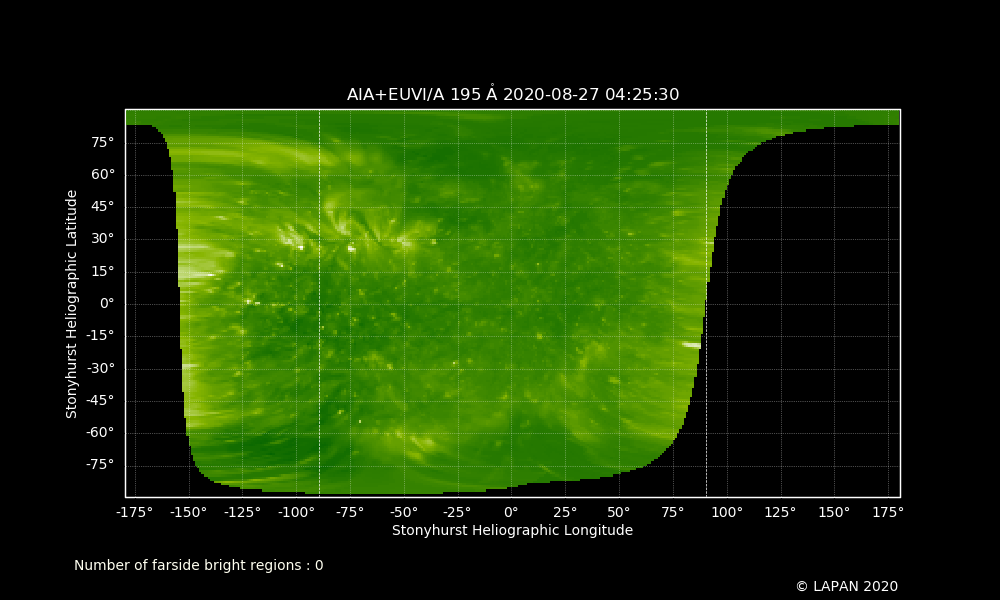 AIA+EUVI/A 195 Å 2020-08-27 04:25:30
75°
60°
45°
30°
15°
0°
-15°
-30°
-45°
-60°
-75°
Stonyhurst Heliographic Latitude
-175° -150° -125° -100° -75° -50° -25° 0° 25° 50° 75° 100° 125° 150° 175°
Stonyhurst Heliographic Longitude
Number of farside bright regions : 0
© LAPAN 2020